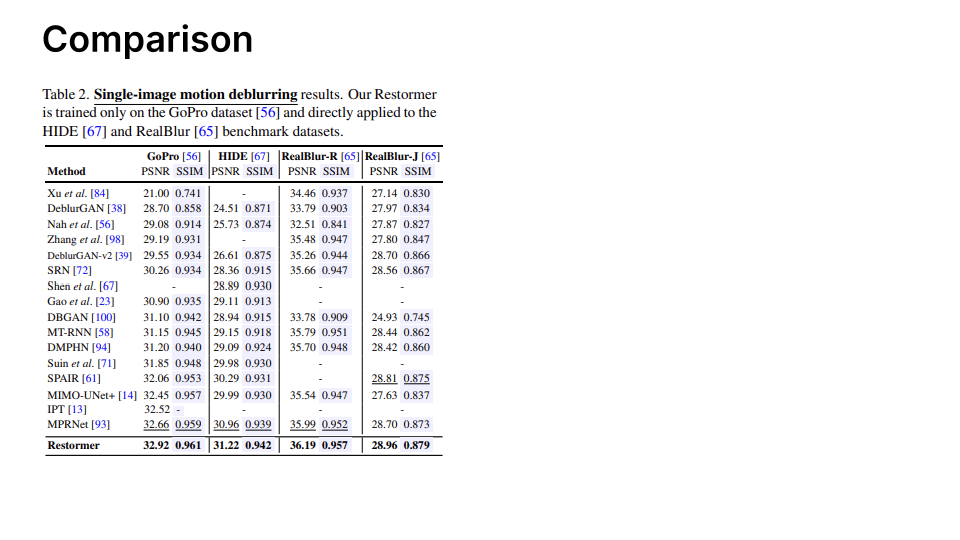 Comparison
Table 2. Single-image motion deblurring results. Our Restormer
is trained only on the GoPro dataset [56] and directly applied to the
HIDE [67] and RealBlur [65] benchmark datasets.
GoPro [56] HIDE [67] RealBlur-R [65] RealBlur-J [65]
Method PSNR SSIM PSNR SSIM PSNR SSIM PSNR SSIM
Xu et al. [84] 21.00 0.741 - 34.46 0.937 27.14 0.830
DeblurGAN [38] 28.70 0.858 24.51 0.871 33.79 0.903 27.97 0.834
Nah et al. [56] 29.08 0.914 25.73 0.874 32.51 0.841 27.87 0.827
Zhang et al. [98] 29.19 0.931 - 35.48 0.947 27.80 0.847
DeblurGAN-v2 [39] 29.55 0.934 26.61 0.875 35.26 0.944 28.70 0.866
SRN [72] 30.26 0.934 28.36 0.915 35.66 0.947 28.56 0.867
Shen et al. [67] - 28.89 0.930 - -
Gao et al. [23] 30.90 0.935 29.11 0.913 - -
DBGAN [100] 31.10 0.942 28.94 0.915 33.78 0.909 24.93 0.745
MT-RNN [58] 31.15 0.945 29.15 0.918 35.79 0.951 28.44 0.862
DMPHN [94] 31.20 0.940 29.09 0.924 35.70 0.948 28.42 0.860
Suin et al. [71] 31.85 0.948 29.98 0.930 - -
SPAIR [61] 32.06 0.953 30.29 0.931 - 28.81 0.875
MIMO-UNet+ [14] 32.45 0.957 29.99 0.930 35.54 0.947 27.63 0.837
IPT [13] 32.52 - - - -
MPRNet [93] 32.66 0.959 30.96 0.939 35.99 0.952 28.70 0.873
Restormer 32.92 0.961 31.22 0.942 36.19 0.957 28.96 0.879